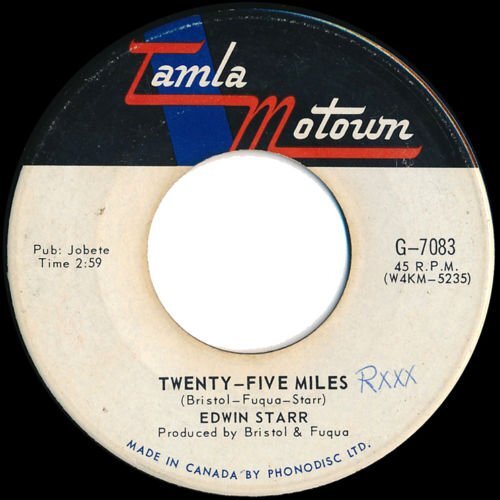 Tamla
Motown
Pub: Jobete
Time 2:59
G-7083
45 R.P.M.
(W4KM-5235)
TWENTY-FIVE MILES Rxxx
(Bristol-Fuqua-Starr)
EDWIN STARR
Produced by Bristol & Fuqua
MADE IN CANADA BY PHONODISC LTD.